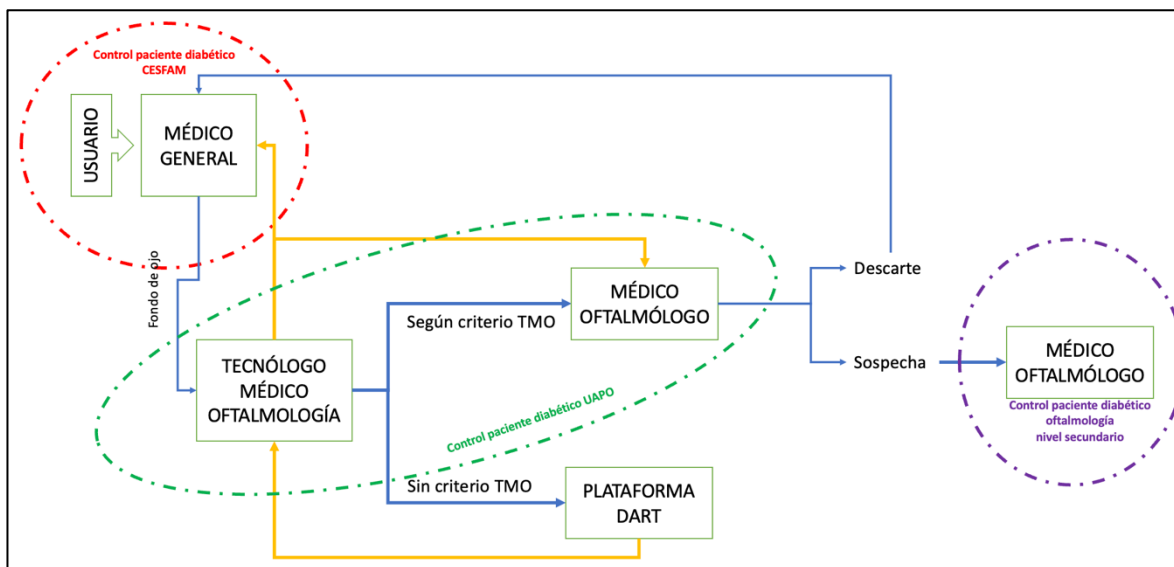 Control paciente diabético
CESFAM
USUARIO
MÉDICO
GENERAL
Fondo de ojo
TECNÓLOGO
MÉDICO
OFTALMOLOGÍA
Según criterio TMO
MÉDICO
OFTALMÓLOGO
Control paciente diabético UAPO
Sin criterio TMO
PLATAFORMA
DART
Descarte
Sospecha
MÉDICO
OFTALMÓLOGO
Control paciente diabético
oftalmología
nivel secundario